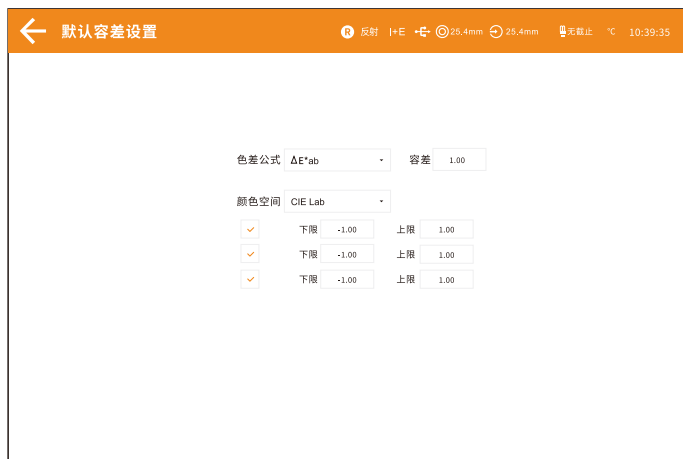 默认容差设置 R 反射 I+E 25.4mm 25.4mm 无截止 ℃ 10:39:35
色差公式 ΔE*ab 容差 1.00
颜色空间 CIE Lab
下限 -1.00 上限 1.00
下限 -1.00 上限 1.00
下限 -1.00 上限 1.00